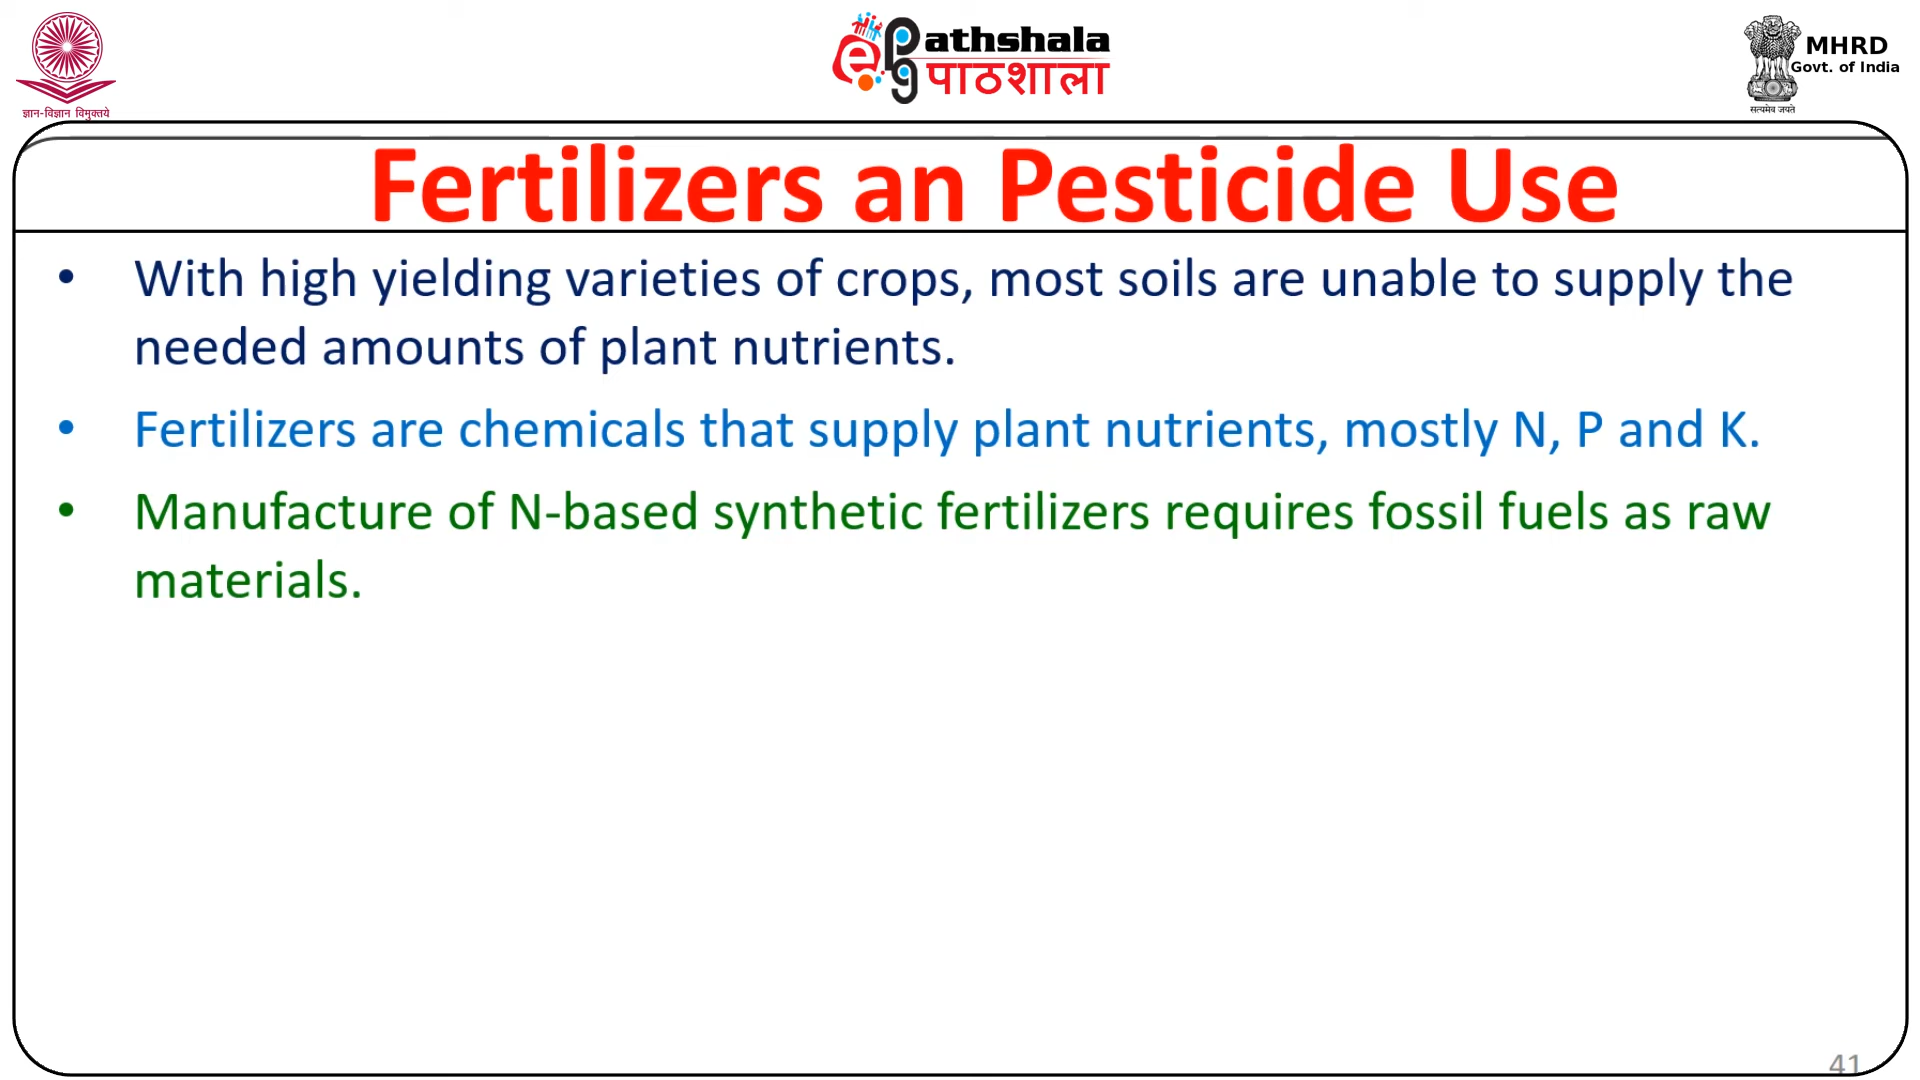 ज्ञान-विज्ञान विमुक्तये
ePathshala
पाठशाला
pg
MHRD
Govt. of India
सत्यमेव जयते
Fertilizers an Pesticide Use
• With high yielding varieties of crops, most soils are unable to supply the
needed amounts of plant nutrients.
• Fertilizers are chemicals that supply plant nutrients, mostly N, P and K.
• Manufacture of N-based synthetic fertilizers requires fossil fuels as raw
materials.
41